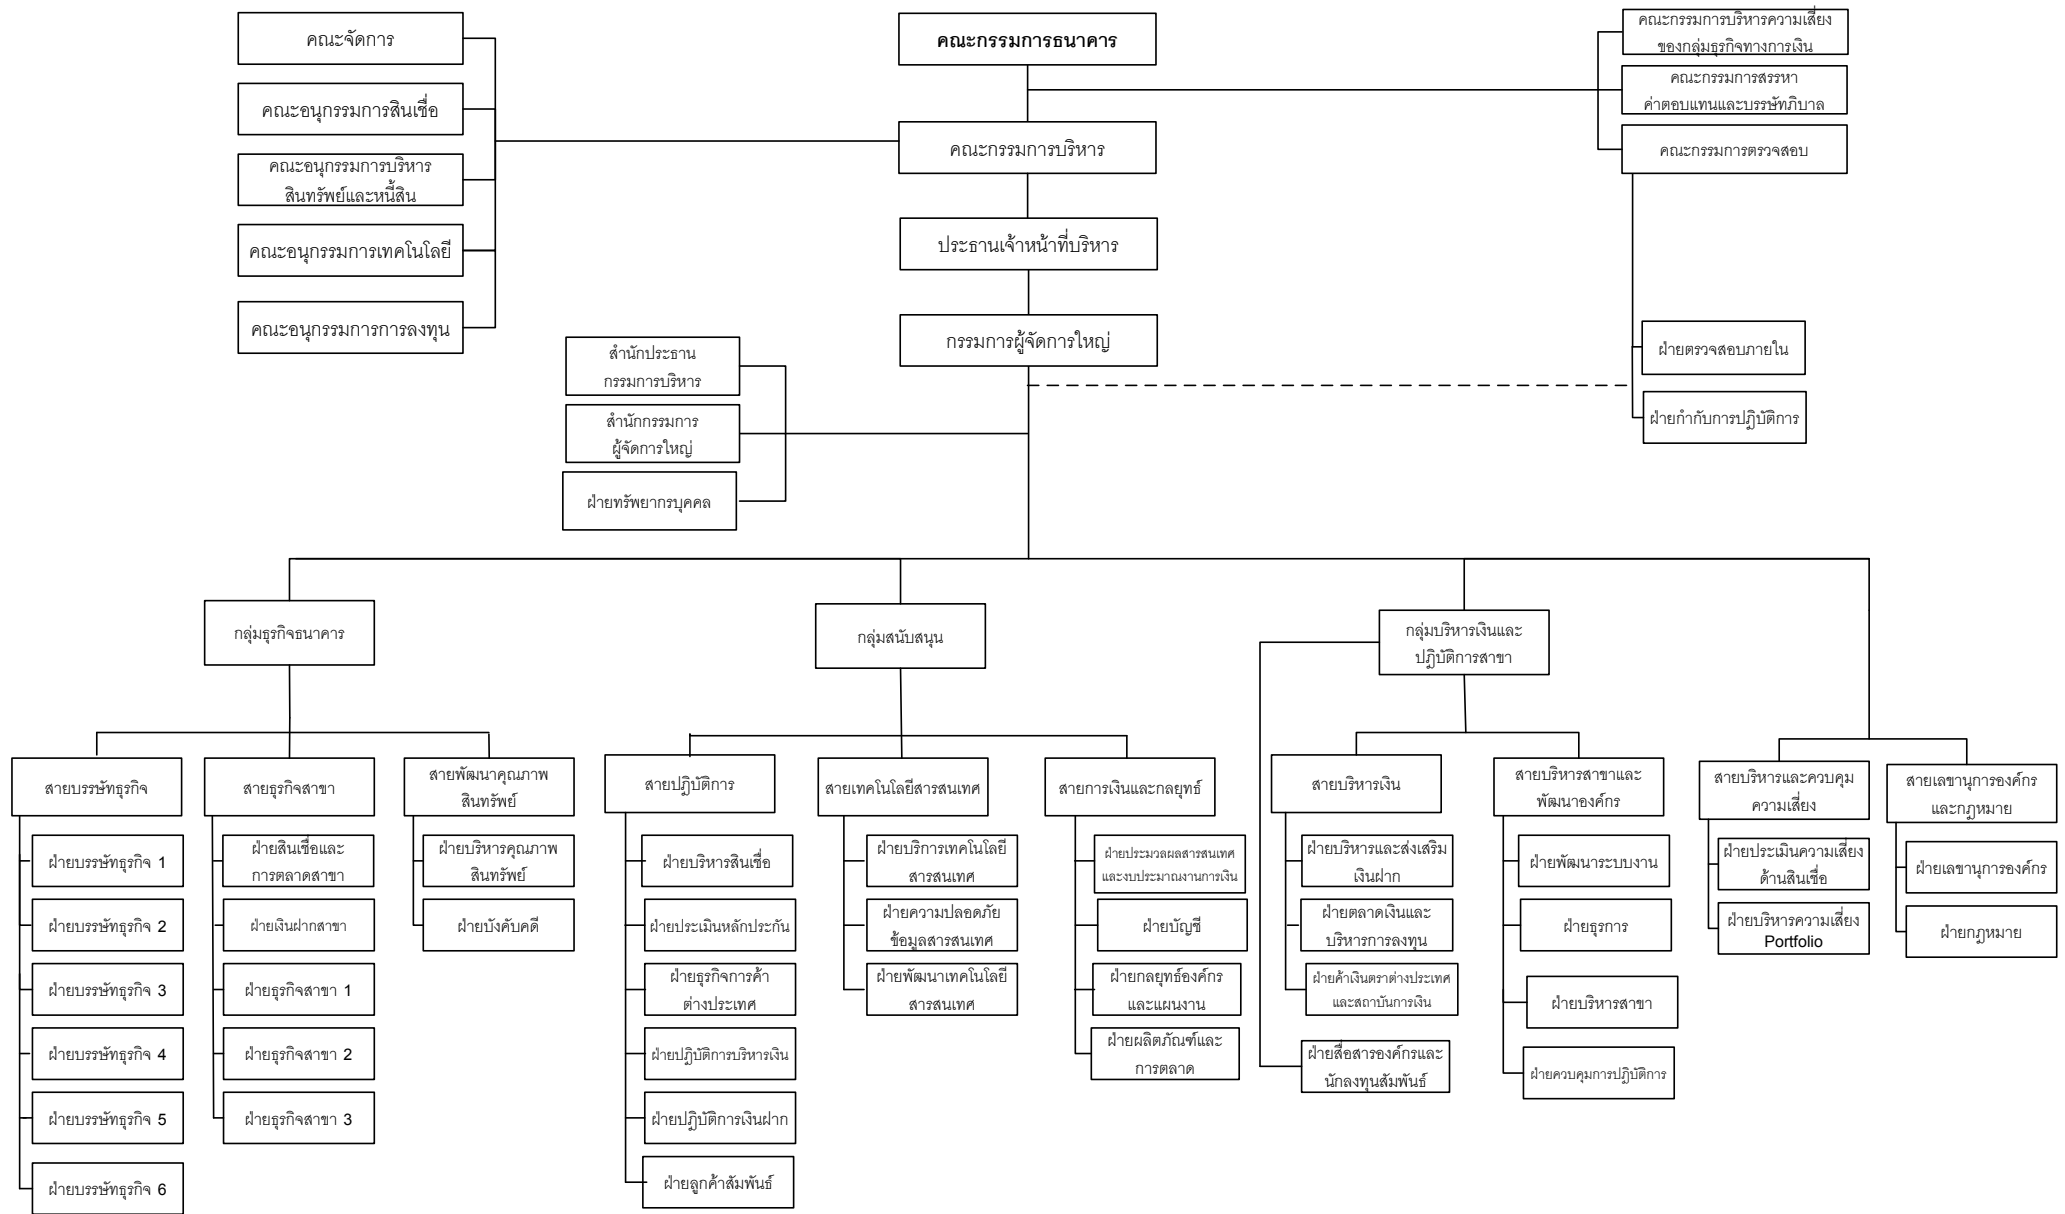 คณะจัดการ
คณะกรรมการธนาคาร
คณะกรรมการบริหารความเสี่ยง
ของกลุ่มธุรกิจทางการเงิน
คณะกรรมการสรรหา
ค่าตอบแทนและบรรษัทภิบาล
คณะกรรมการตรวจสอบ
คณะอนุกรรมการสินเชื่อ
คณะกรรมการบริหาร
คณะอนุกรรมการบริหาร
สินทรัพย์และหนี้สิน
คณะอนุกรรมการเทคโนโลยี
ประธานเจ้าหน้าที่บริหาร
คณะอนุกรรมการการลงทุน
กรรมการผู้จัดการใหญ่
สำนักประธาน
กรรมการบริหาร
สำนักกรรมการ
ผู้จัดการใหญ่
ฝ่ายทรัพยากรบุคคล
ฝ่ายตรวจสอบภายใน
ฝ่ายกำกับการปฏิบัติการ
กลุ่มธุรกิจธนาคาร
กลุ่มสนับสนุน
กลุ่มบริหารเงินและ
ปฏิบัติการสาขา
สายบรรษัทธุรกิจ
ฝ่ายบรรษัทธุรกิจ 1
ฝ่ายบรรษัทธุรกิจ 2
ฝ่ายบรรษัทธุรกิจ 3
ฝ่ายบรรษัทธุรกิจ 4
ฝ่ายบรรษัทธุรกิจ 5
ฝ่ายบรรษัทธุรกิจ 6
สายธุรกิจสาขา
ฝ่ายสินเชื่อและ
การตลาดสาขา
ฝ่ายเงินฝากสาขา
ฝ่ายธุรกิจสาขา 1
ฝ่ายธุรกิจสาขา 2
ฝ่ายธุรกิจสาขา 3
สายพัฒนาคุณภาพ
สินทรัพย์
ฝ่ายบริหารคุณภาพ
สินทรัพย์
ฝ่ายบังคับคดี
สายปฏิบัติการ
ฝ่ายบริหารสินเชื่อ
ฝ่ายประเมินหลักประกัน
ฝ่ายธุรกิจการค้า
ต่างประเทศ
ฝ่ายปฏิบัติการบริหารเงิน
ฝ่ายปฏิบัติการเงินฝาก
ฝ่ายลูกค้าสัมพันธ์
สายเทคโนโลยีสารสนเทศ
ฝ่ายบริการเทคโนโลยี
สารสนเทศ
ฝ่ายความปลอดภัย
ข้อมูลสารสนเทศ
ฝ่ายพัฒนาเทคโนโลยี
สารสนเทศ
สายการเงินและกลยุทธ์
ฝ่ายประมวลผลสารสนเทศ
และงบประมาณงานการเงิน
ฝ่ายบัญชี
ฝ่ายกลยุทธ์องค์กร
และแผนงาน
ฝ่ายผลิตภัณฑ์และ
การตลาด
สายบริหารเงิน
ฝ่ายบริหารและส่งเสริม
เงินฝาก
ฝ่ายตลาดเงินและ
บริหารการลงทุน
ฝ่ายค้าเงินตราต่างประเทศ
และสถาบันการเงิน
ฝ่ายสื่อสารองค์กรและ
นักลงทุนสัมพันธ์
สายบริหารสาขาและ
พัฒนาองค์กร
ฝ่ายพัฒนาระบบงาน
ฝ่ายธุรการ
ฝ่ายบริหารสาขา
ฝ่ายควบคุมการปฏิบัติการ
สายบริหารและควบคุม
ความเสี่ยง
ฝ่ายประเมินความเสี่ยง
ด้านสินเชื่อ
ฝ่ายบริหารความเสี่ยง
Portfolio
สายเลขานุการองค์กร
และกฎหมาย
ฝ่ายเลขานุการองค์กร
ฝ่ายกฎหมาย